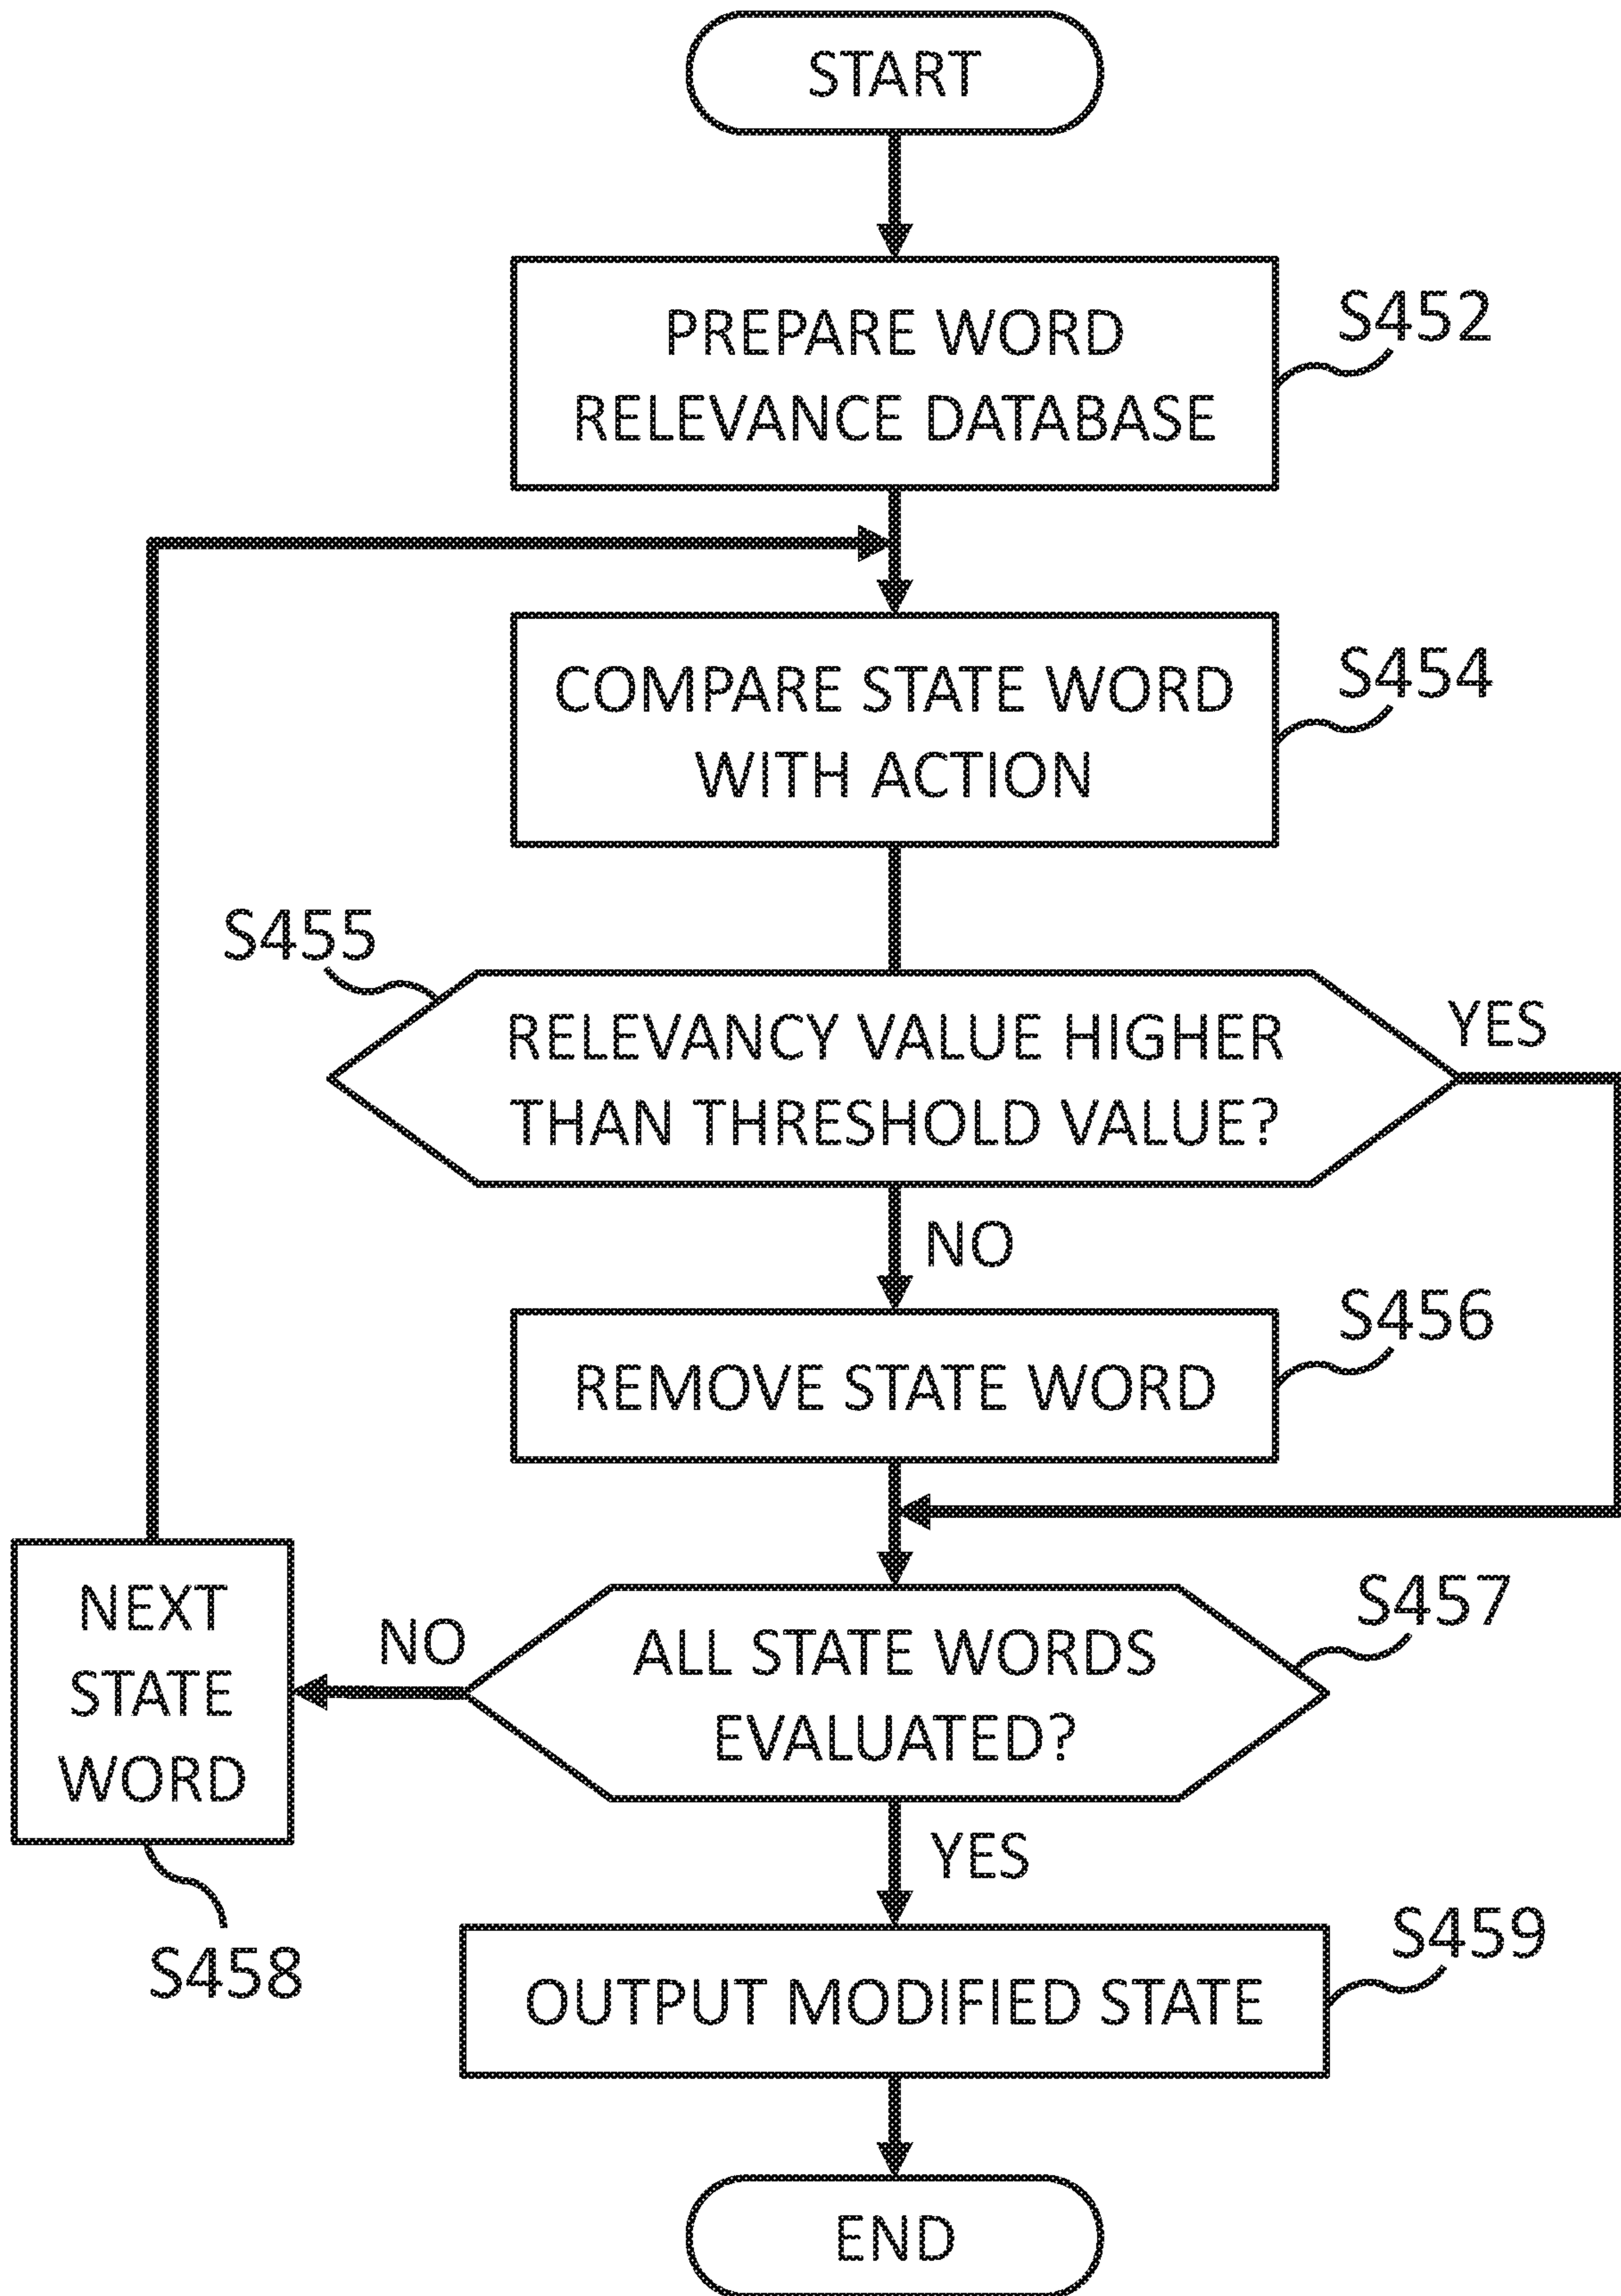 START
PREPARE WORD
RELEVANCE DATABASE
S452
COMPARE STATE WORD
WITH ACTION
S454
S455
RELEVANCY VALUE HIGHER
THAN THRESHOLD VALUE?
YES
NO
REMOVE STATE WORD
S456
ALL STATE WORDS
EVALUATED?
S457
NO
NEXT
STATE
WORD
S458
YES
OUTPUT MODIFIED STATE
S459
END